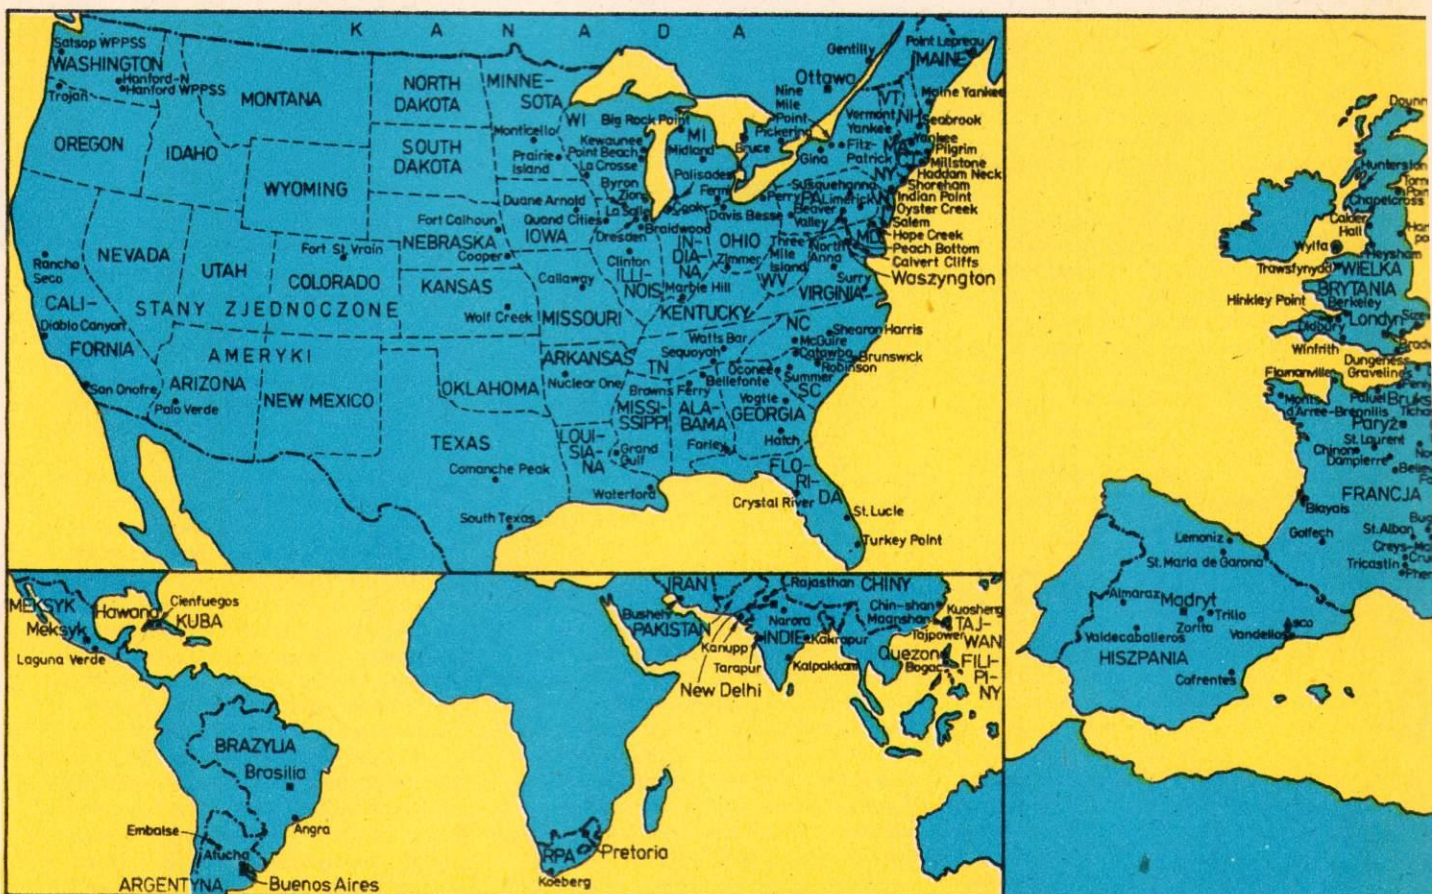 K A N A D A
Satsop WPPSS
WASHINGTON
Hanford-N
Hanford WPPSS
Trojan
OREGON
IDAHO
MONTANA
WYOMING
NORTH
DAKOTA
SOUTH
DAKOTA
MINNE-
SOTA
Monticello
Prairie
Island
WI
Kewaunee
Point Beach
La Crosse
Big Rock Point
MI
Midland
Palisades
Fermi
Bruce
Pickering
Nine
Mile
Point
Ottawa
Gentilly
Point Lepreau
MAINE
Maine Yankee
VT
NH
Vermont
Yankee
Seabrook
Yankee
MA
Pilgrim
Millstone
Haddam Neck
Gina
Fitz-
Patrick
NY
Shoreham
Indian Point
Oyster Creek
Salem
Hope Creek
Peach Bottom
Calvert Cliffs
Waszyngton
Susquehanna
Limerick
PA
Perry
Beaver
Valley
Davis Besse
Three
Mile
Island
MD
North
Anna
Surry
VIRGINIA
WV
OHIO
Zimmer
IN-
DIA-
NA
Marble Hill
KENTUCKY
Cook
Byron
Zion
La Salle
Braidwood
Dresden
Quand Cities
Duane Arnold
IOWA
Clinton
ILLI-
NOIS
Fort Calhoun
NEBRASKA
Cooper
Callaway
MISSOURI
KANSAS
Wolf Creek
Fort St. Vrain
COLORADO
UTAH
NEVADA
Rancho
Seco
CALI-
FORNIA
Diablo Canyon
San Onofre
STANY ZJEDNOCZONE
AMERYKI
ARIZONA
Palo Verde
NEW MEXICO
OKLAHOMA
TEXAS
Comanche Peak
South Texas
ARKANSAS
Nuclear One
LOUI-
SIA-
NA
Waterford
Grand
Gulf
MISSI-
SSIPPI
Browns Ferry
TN
Sequoyah
Watts Bar
Bellefonte
ALA-
BAMA
Farley
GEORGIA
Vogtle
Hatch
Oconee
Summer
SC
NC
Shearon Harris
McGuire
Catawba
Brunswick
Robinson
FLO-
RI-
DA
Crystal River
St. Lucie
Turkey Point
MEKSYK
Meksyk
Laguna Verde
Hawana
Cienfuegos
KUBA
BRAZYLIA
Brasilia
Angra
Embalse
Atucha
ARGENTYNA
Buenos Aires
RPA
Pretoria
Koeberg
IRAN
Bushehr
PAKISTAN
Kanupp
Tarapur
New Delhi
Rajasthan
Narora
INDIE
Kakrapur
Kalpakkam
CHINY
Chin-shan
Maanshan
Kuosheng
Tajpower
TAJ-
WAN
Quezon
Bogac
FILI-
PI-
NY
Hunterston
Chapelcross
Calder
Hall
Wylfa
Heysham
Trawsfynydd
WIELKA
BRYTANIA
Hinkley Point
Berkeley
Oldbury
Londyn
Winfrith
Dungeness
Flamanville
Gravelines
Monts
d'Arree-Brennilis
Paluel
Paryż
St. Laurent
Chinon
Dampierre
FRANCJA
Blayais
Golfech
St. Alban
Tricastin
Lemoniz
St. Maria de Garona
Almaraz
Madryt
Trillo
Zorita
Valdecaballeros
Vandellos
Asco
HISZPANIA
Cofrentes